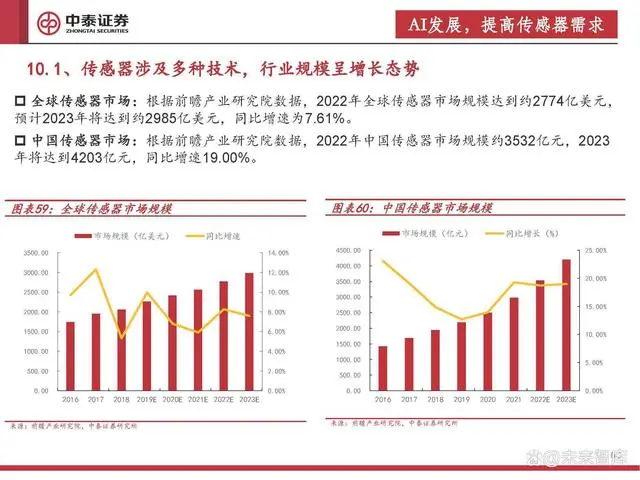 中泰证券
ZHONGTAI SECURITIES
AI发展，提高传感器需求
10.1、传感器涉及多种技术，行业规模呈增长态势
全球传感器市场：根据前瞻产业研究院数据，2022年全球传感器市场规模达到约2774亿美元，
预计2023年将达到约2985亿美元，同比增速为7.61%。
中国传感器市场：根据前瞻产业研究院数据，2022年中国传感器市场规模约3532亿元，2023
年将达到4203亿元，同比增速19.00%。
图表59：全球传感器市场规模
市场规模（亿美元） 同比增速
3500.00
3000.00
2500.00
2000.00
1500.00
1000.00
500.00
0.00
14.00%
12.00%
10.00%
8.00%
6.00%
4.00%
2.00%
0.00%
2016 2017 2018 2019E 2020E 2021E 2022E 2023E
来源：前瞻产业研究院，中泰证券研究所
图表60：中国传感器市场规模
市场规模（亿元） 同比增长（%）
4500.00
4000.00
3500.00
3000.00
2500.00
2000.00
1500.00
1000.00
500.00
0.00
25.00%
20.00%
15.00%
10.00%
5.00%
0.00%
2016 2017 2018 2019 2020 2021 2022E 2023E
来源：前瞻产业研究院，中泰证券研究所
@未来智库